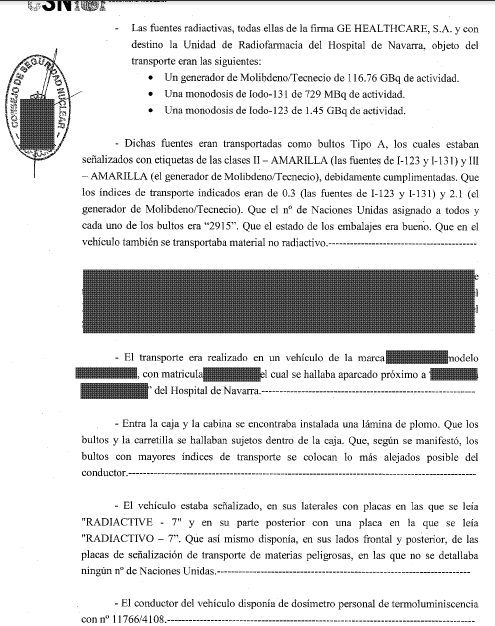 CSN
CONSEJO DE SEGURIDAD NUCLEAR
- Las fuentes radiactivas, todas ellas de la firma GE HEALTHCARE, S.A. y con
destino la Unidad de Radiofarmacia del Hospital de Navarra, objeto del
transporte eran las siguientes:
• Un generador de Molibdeno/Tecnecio de 116.76 GBq de actividad.
• Una monodosis de Iodo-131 de 729 MBq de actividad.
• Una monodosis de Iodo-123 de 1.45 GBq de actividad.
- Dichas fuentes eran transportadas como bultos Tipo A, los cuales estaban
señalizados con etiquetas de las clases II – AMARILLA (las fuentes de I-123 y I-131) y III
– AMARILLA (el generador de Molibdeno/Tecnecio), debidamente cumplimentadas. Que
los índices de transporte indicados eran de 0.3 (las fuentes de I-123 y I-131) y 2.1 (el
generador de Molibdeno/Tecnecio). Que el nº de Naciones Unidas asignado a todos y
cada uno de los bultos era “2915”. Que el estado de los embalajes era bueno. Que en el
vehículo también se transportaba material no radiactivo.------------------------------------
- El transporte era realizado en un vehículo de la marca modelo
, con matricula el cual se hallaba aparcado próximo a “
” del Hospital de Navarra.----------------------------------------------------
- Entra la caja y la cabina se encontraba instalada una lámina de plomo. Que los
bultos y la carretilla se hallaban sujetos dentro de la caja. Que, según se manifestó, los
bultos con mayores índices de transporte se colocan lo más alejados posible del
conductor.--------------------------------------------------------------------------------
- El vehículo estaba señalizado, en sus laterales con placas en las que se leía
"RADIACTIVE - 7" y en su parte posterior con una placa en la que se leía
“RADIACTIVO – 7”. Que así mismo disponía, en sus lados frontal y posterior, de las
placas de señalización de transporte de materias peligrosas, en las que no se detallaba
ningún nº de Naciones Unidas.------------------------------------------------------------
- El conductor del vehículo disponía de dosímetro personal de termoluminiscencia
con nº 11766/4108.------------------------------------------------------------------------